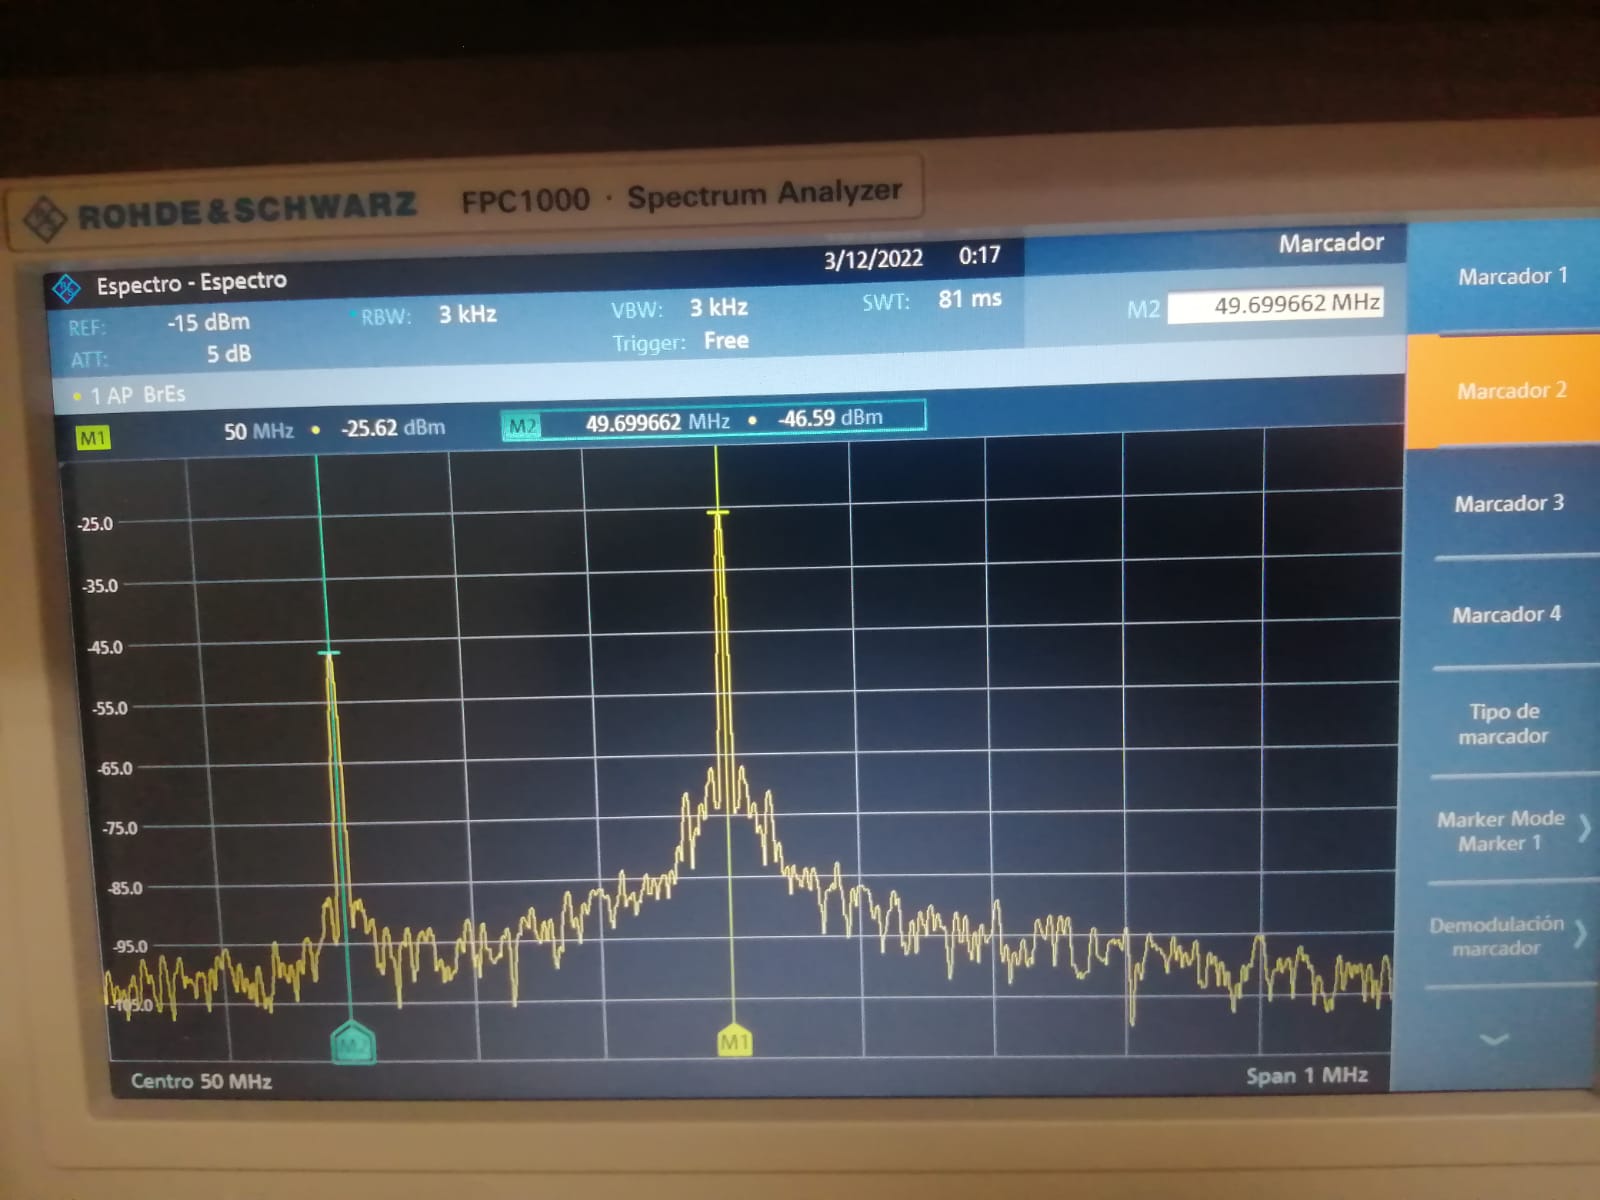 ROHDE&SCHWARZ FPC1000 · Spectrum Analyzer
Espectro - Espectro 3/12/2022 0:17 Marcador
REF: -15 dBm RBW: 3 kHz VBW: 3 kHz SWT: 81 ms M2 49.699662 MHz
ATT: 5 dB Trigger: Free
1 AP BrEs
M1 50 MHz • -25.62 dBm M2 49.699662 MHz • -46.59 dBm
-25.0
-35.0
-45.0
-55.0
-65.0
-75.0
-85.0
-95.0
-105.0
M2 M1
Centro 50 MHz Span 1 MHz
Marcador 1
Marcador 2
Marcador 3
Marcador 4
Tipo de
marcador
Marker Mode
Marker 1
Demodulación
marcador